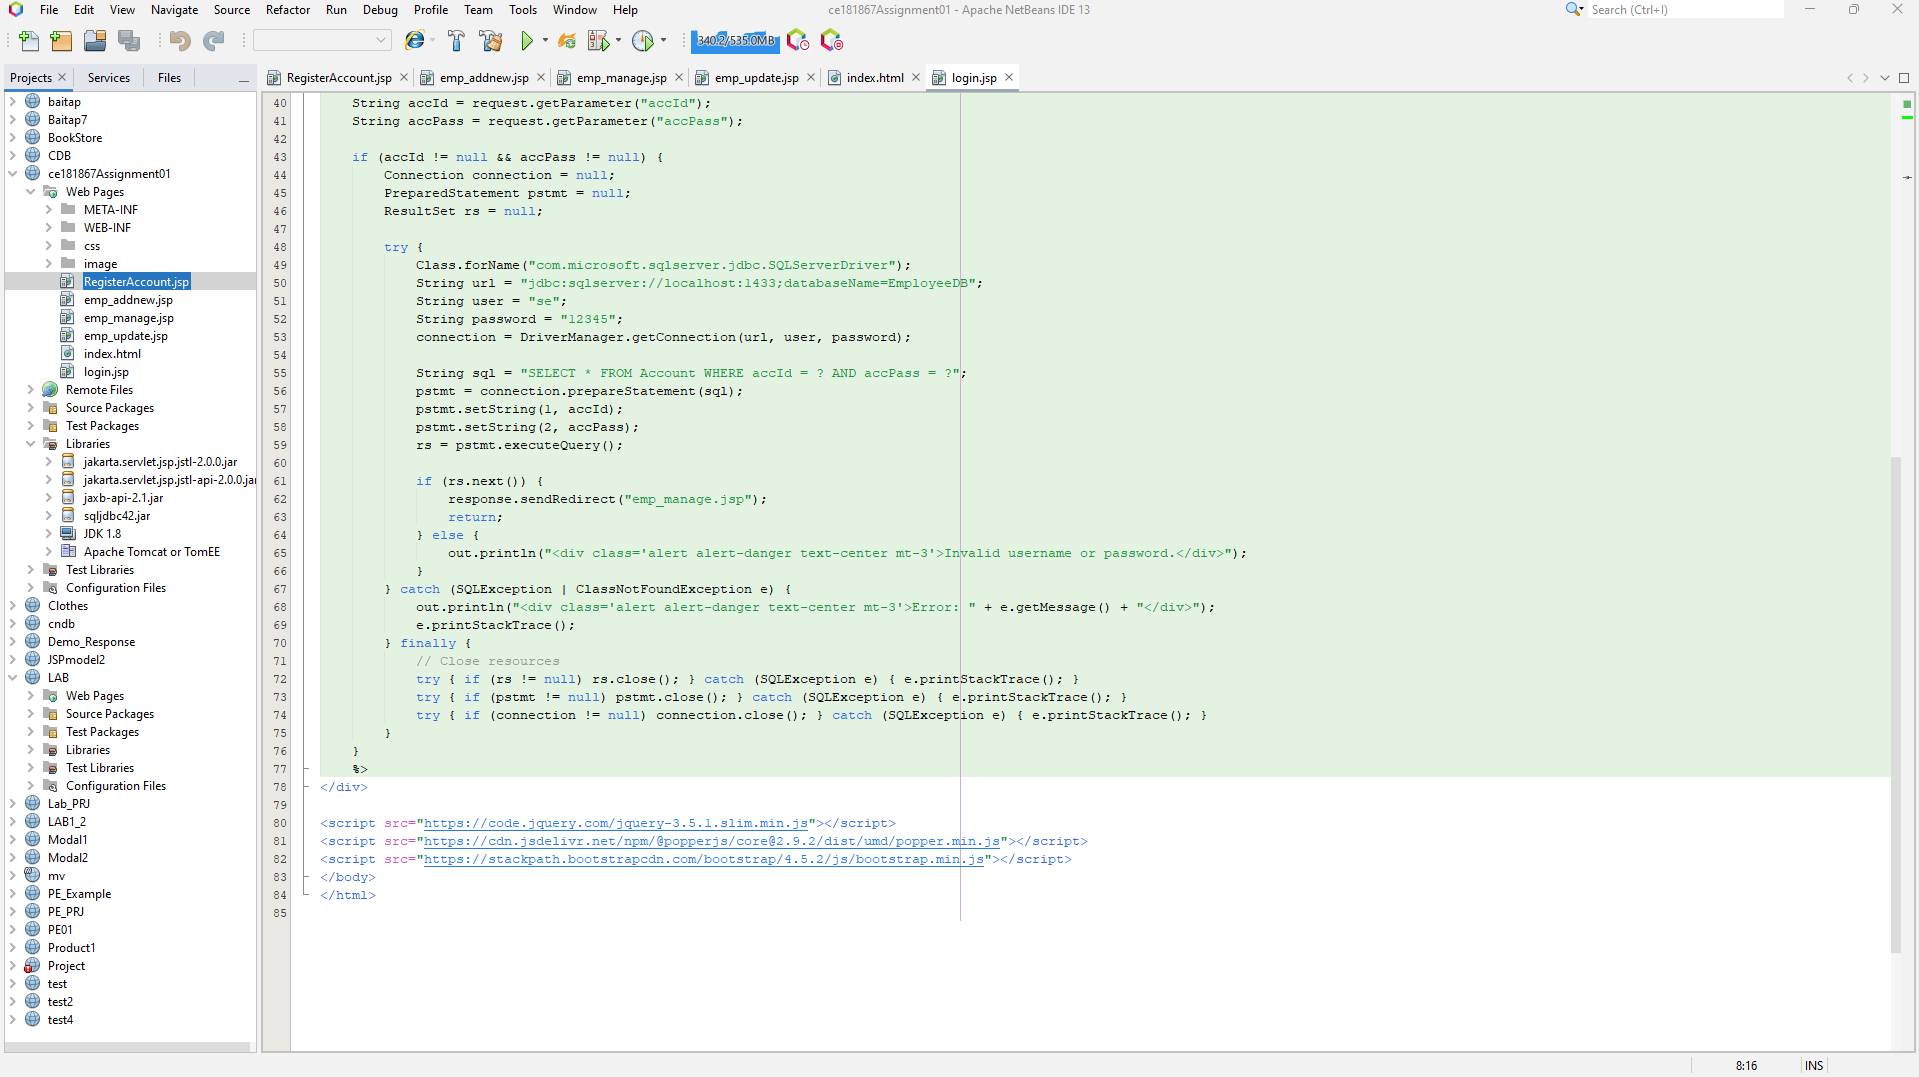 File Edit View Navigate Source Refactor Run Debug Profile Team Tools Window Help
ce181867Assignment01 - Apache NetBeans IDE 13
Search (Ctrl+I)
340.2/535.0MB
Projects Services Files
RegisterAccount.jsp emp_addnew.jsp emp_manage.jsp emp_update.jsp index.html login.jsp
baitap
Baitap7
BookStore
CDB
ce181867Assignment01
Web Pages
META-INF
WEB-INF
css
image
RegisterAccount.jsp
emp_addnew.jsp
emp_manage.jsp
emp_update.jsp
index.html
login.jsp
Remote Files
Source Packages
Test Packages
Libraries
jakarta.servlet.jsp.jstl-2.0.0.jar
jakarta.servlet.jsp.jstl-api-2.0.0.jar
jaxb-api-2.1.jar
sqljdbc42.jar
JDK 1.8
Apache Tomcat or TomEE
Test Libraries
Configuration Files
Clothes
cndb
Demo_Response
JSPmodel2
LAB
Web Pages
Source Packages
Test Packages
Libraries
Test Libraries
Configuration Files
Lab_PRJ
LAB1_2
Modal1
Modal2
mv
PE_Example
PE_PRJ
PE01
Product1
Project
test
test2
test4
40 String accId = request.getParameter("accId");
41 String accPass = request.getParameter("accPass");
42
43 if (accId != null && accPass != null) {
44 Connection connection = null;
45 PreparedStatement pstmt = null;
46 ResultSet rs = null;
47
48 try {
49 Class.forName("com.microsoft.sqlserver.jdbc.SQLServerDriver");
50 String url = "jdbc:sqlserver://localhost:1433;databaseName=EmployeeDB";
51 String user = "se";
52 String password = "12345";
53 connection = DriverManager.getConnection(url, user, password);
54
55 String sql = "SELECT * FROM Account WHERE accId = ? AND accPass = ?";
56 pstmt = connection.prepareStatement(sql);
57 pstmt.setString(1, accId);
58 pstmt.setString(2, accPass);
59 rs = pstmt.executeQuery();
60
61 if (rs.next()) {
62 response.sendRedirect("emp_manage.jsp");
63 return;
64 } else {
65 out.println("<div class='alert alert-danger text-center mt-3'>Invalid username or password.</div>");
66 }
67 } catch (SQLException | ClassNotFoundException e) {
68 out.println("<div class='alert alert-danger text-center mt-3'>Error: " + e.getMessage() + "</div>");
69 e.printStackTrace();
70 } finally {
71 // Close resources
72 try { if (rs != null) rs.close(); } catch (SQLException e) { e.printStackTrace(); }
73 try { if (pstmt != null) pstmt.close(); } catch (SQLException e) { e.printStackTrace(); }
74 try { if (connection != null) connection.close(); } catch (SQLException e) { e.printStackTrace(); }
75 }
76 }
77 %>
78 </div>
79
80 <script src="https://code.jquery.com/jquery-3.5.1.slim.min.js"></script>
81 <script src="https://cdn.jsdelivr.net/npm/@popperjs/core@2.9.2/dist/umd/popper.min.js"></script>
82 <script src="https://stackpath.bootstrapcdn.com/bootstrap/4.5.2/js/bootstrap.min.js"></script>
83 </body>
84 </html>
85
8:16 INS